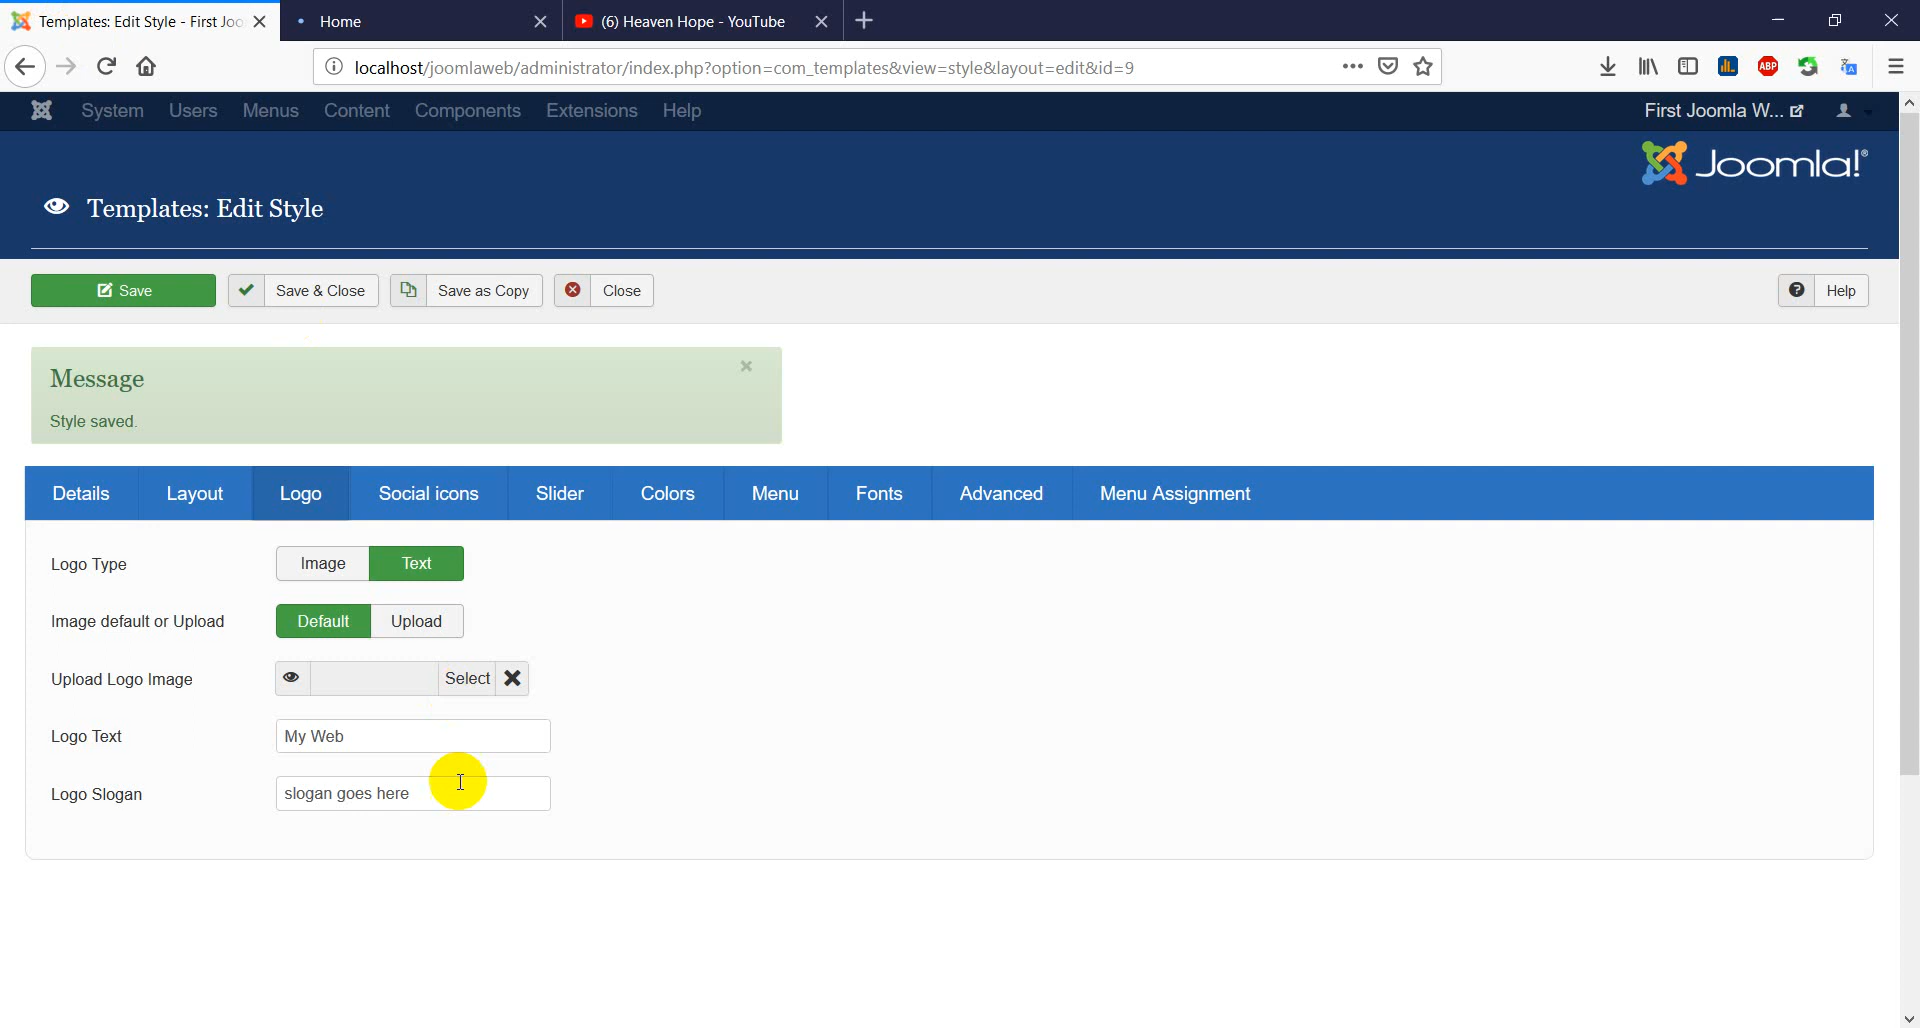 Templates: Edit Style - First Joo
Home
(6) Heaven Hope - YouTube
localhost/joomlaweb/administrator/index.php?option=com_templates&view=style&layout=edit&id=9
ABP
System Users Menus Content Components Extensions Help
First Joomla W...
Joomla!®
Templates: Edit Style
Save
Save & Close
Save as Copy
Close
Help
Message
Style saved.
Details Layout Logo Social icons Slider Colors Menu Fonts Advanced Menu Assignment
Logo Type Image Text
Image default or Upload Default Upload
Upload Logo Image Select
Logo Text My Web
Logo Slogan slogan goes here